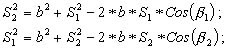 S₂² = b² + S₁² − 2 * b * S₁ * Cos(β₁) ;
S₁² = b² + S₂² − 2 * b * S₂ * Cos(β₂) ;